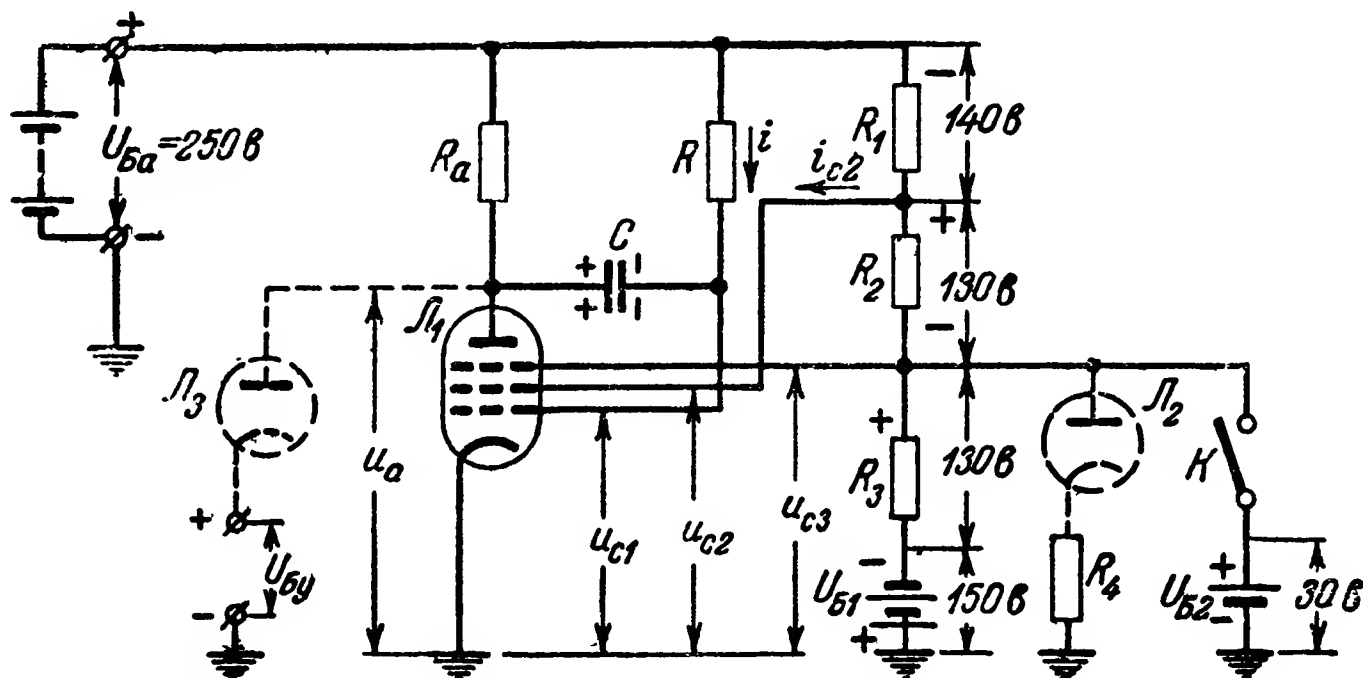 +
U_Ба = 250 в
−
R_a
R
i
R_1
−
140 в
i_c2
+
C
+ −
+ −
R_2
130 в
−
Л_1
Л_3
Л_2
u_a
+
R_3
130 в
К
u_c1
u_c2
u_c3
+
U_Бу
−
−
U_Б1
150 в
+
R_4
+
U_Б2
−
30 в